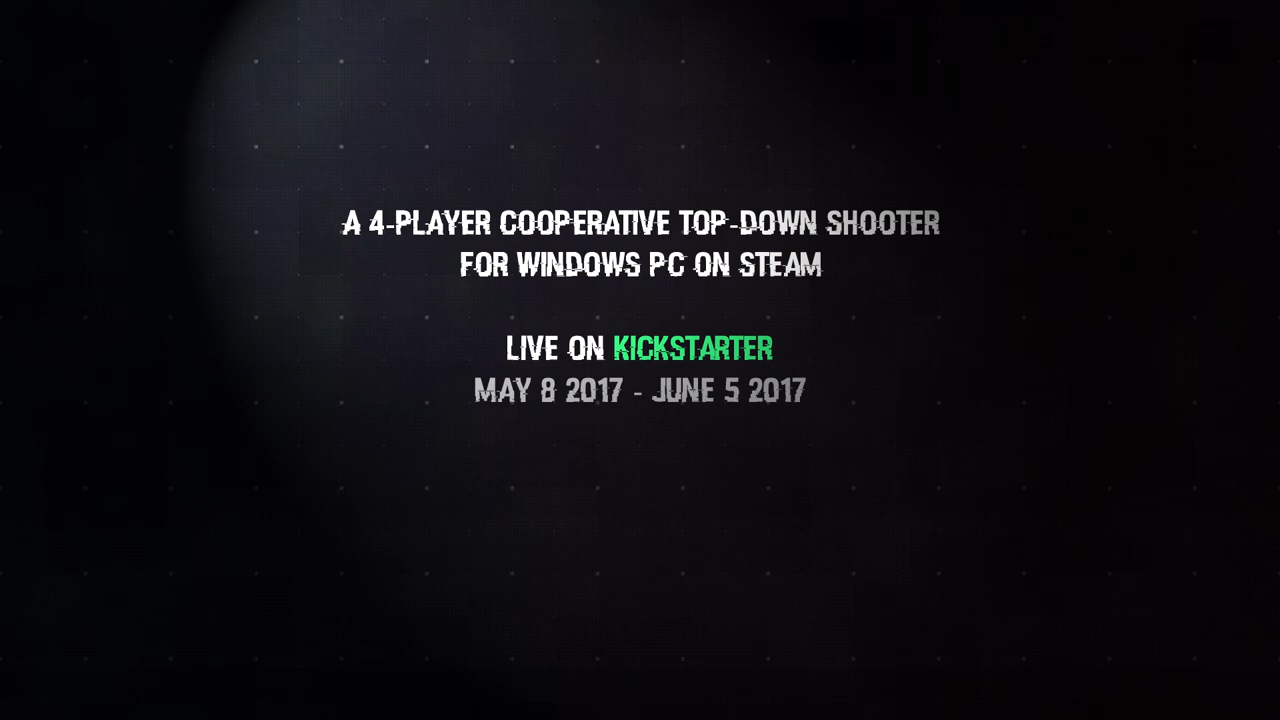 A 4-PLAYER COOPERATIVE TOP-DOWN SHOOTER
FOR WINDOWS PC ON STEAM
LIVE ON KICKSTARTER
MAY 8 2017 - JUNE 5 2017